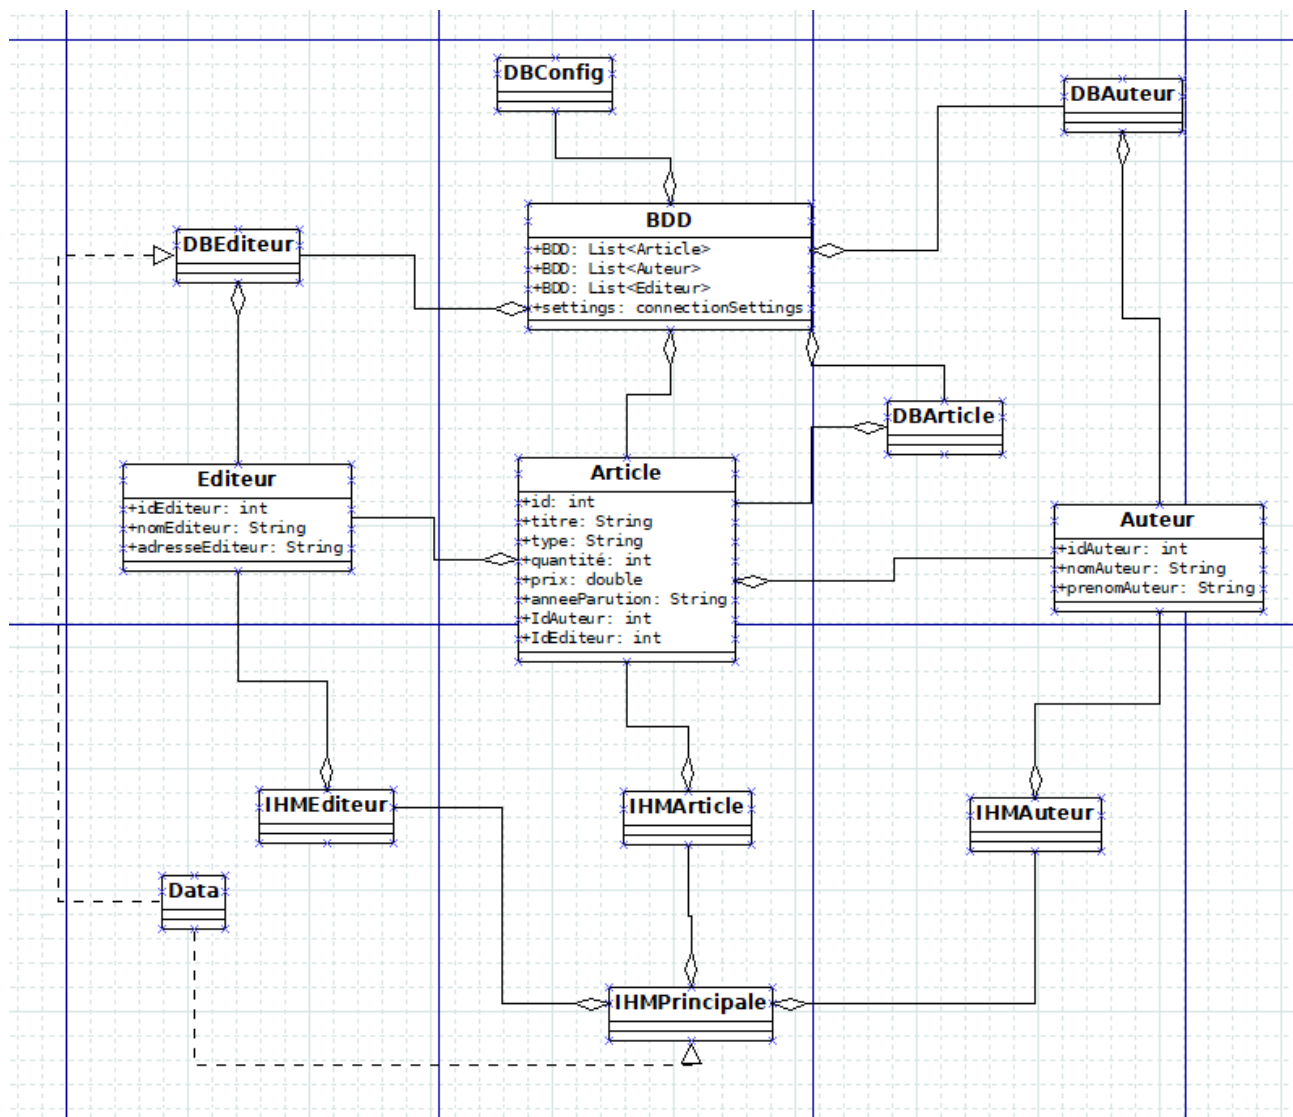 DBConfig
DBAuteur
BDD
+BDD: List<Article>
+BDD: List<Auteur>
+BDD: List<Editeur>
+settings: connectionSettings
DBEditeur
DBArticle
Editeur
+idEditeur: int
+nomEditeur: String
+adresseEditeur: String
Article
+id: int
+titre: String
+type: String
+quantité: int
+prix: double
+anneeParution: String
+IdAuteur: int
+IdEditeur: int
Auteur
+idAuteur: int
+nomAuteur: String
+prenomAuteur: String
IHMEditeur
IHMArticle
IHMAuteur
Data
IHMPrincipale